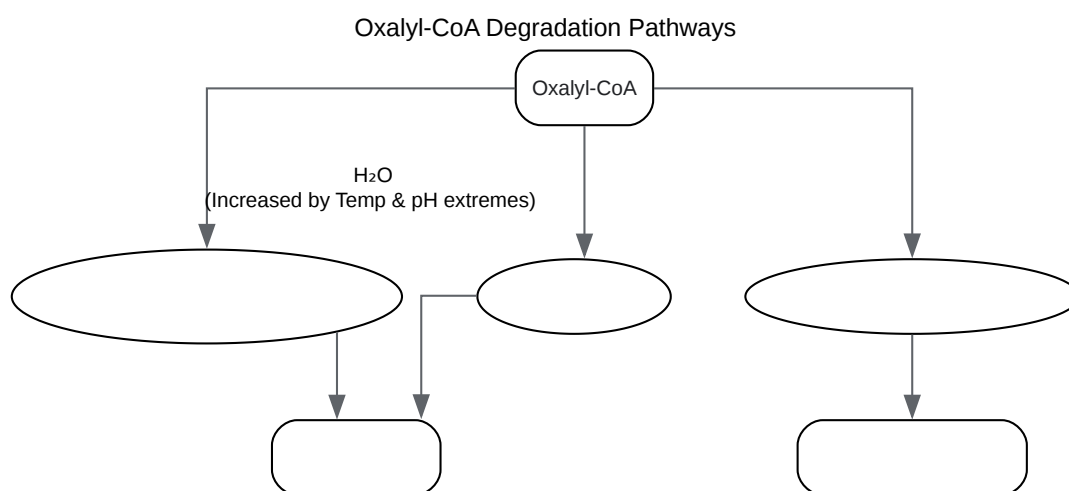 Oxalyl-CoA Degradation Pathways
Oxalyl-CoA
H₂O
(Increased by Temp & pH extremes)